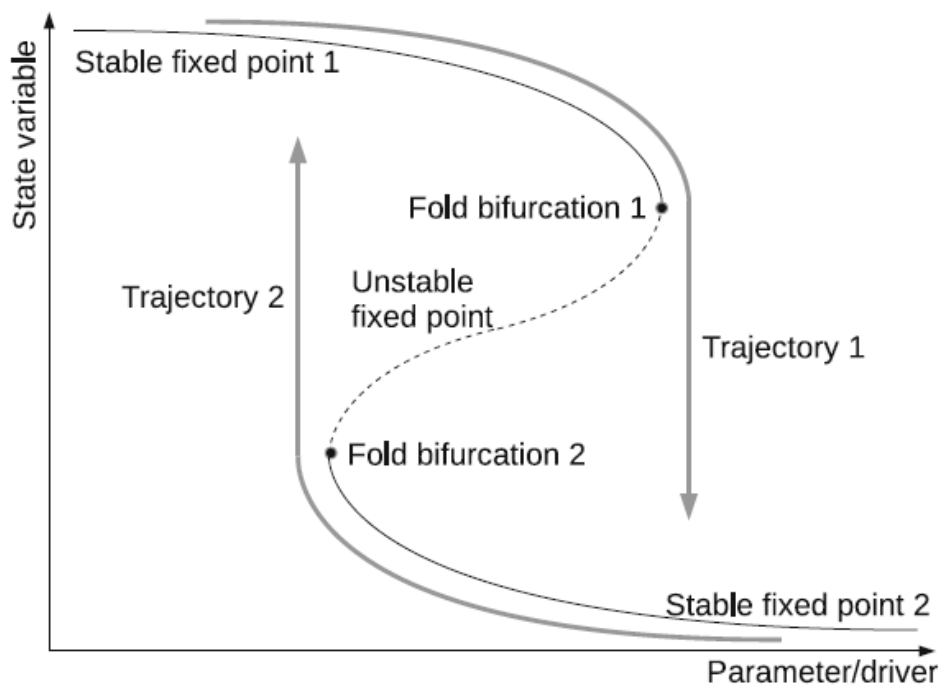 State variable
Stable fixed point 1
Fold bifurcation 1
Unstable
fixed point
Trajectory 2
Trajectory 1
Fold bifurcation 2
Stable fixed point 2
Parameter/driver